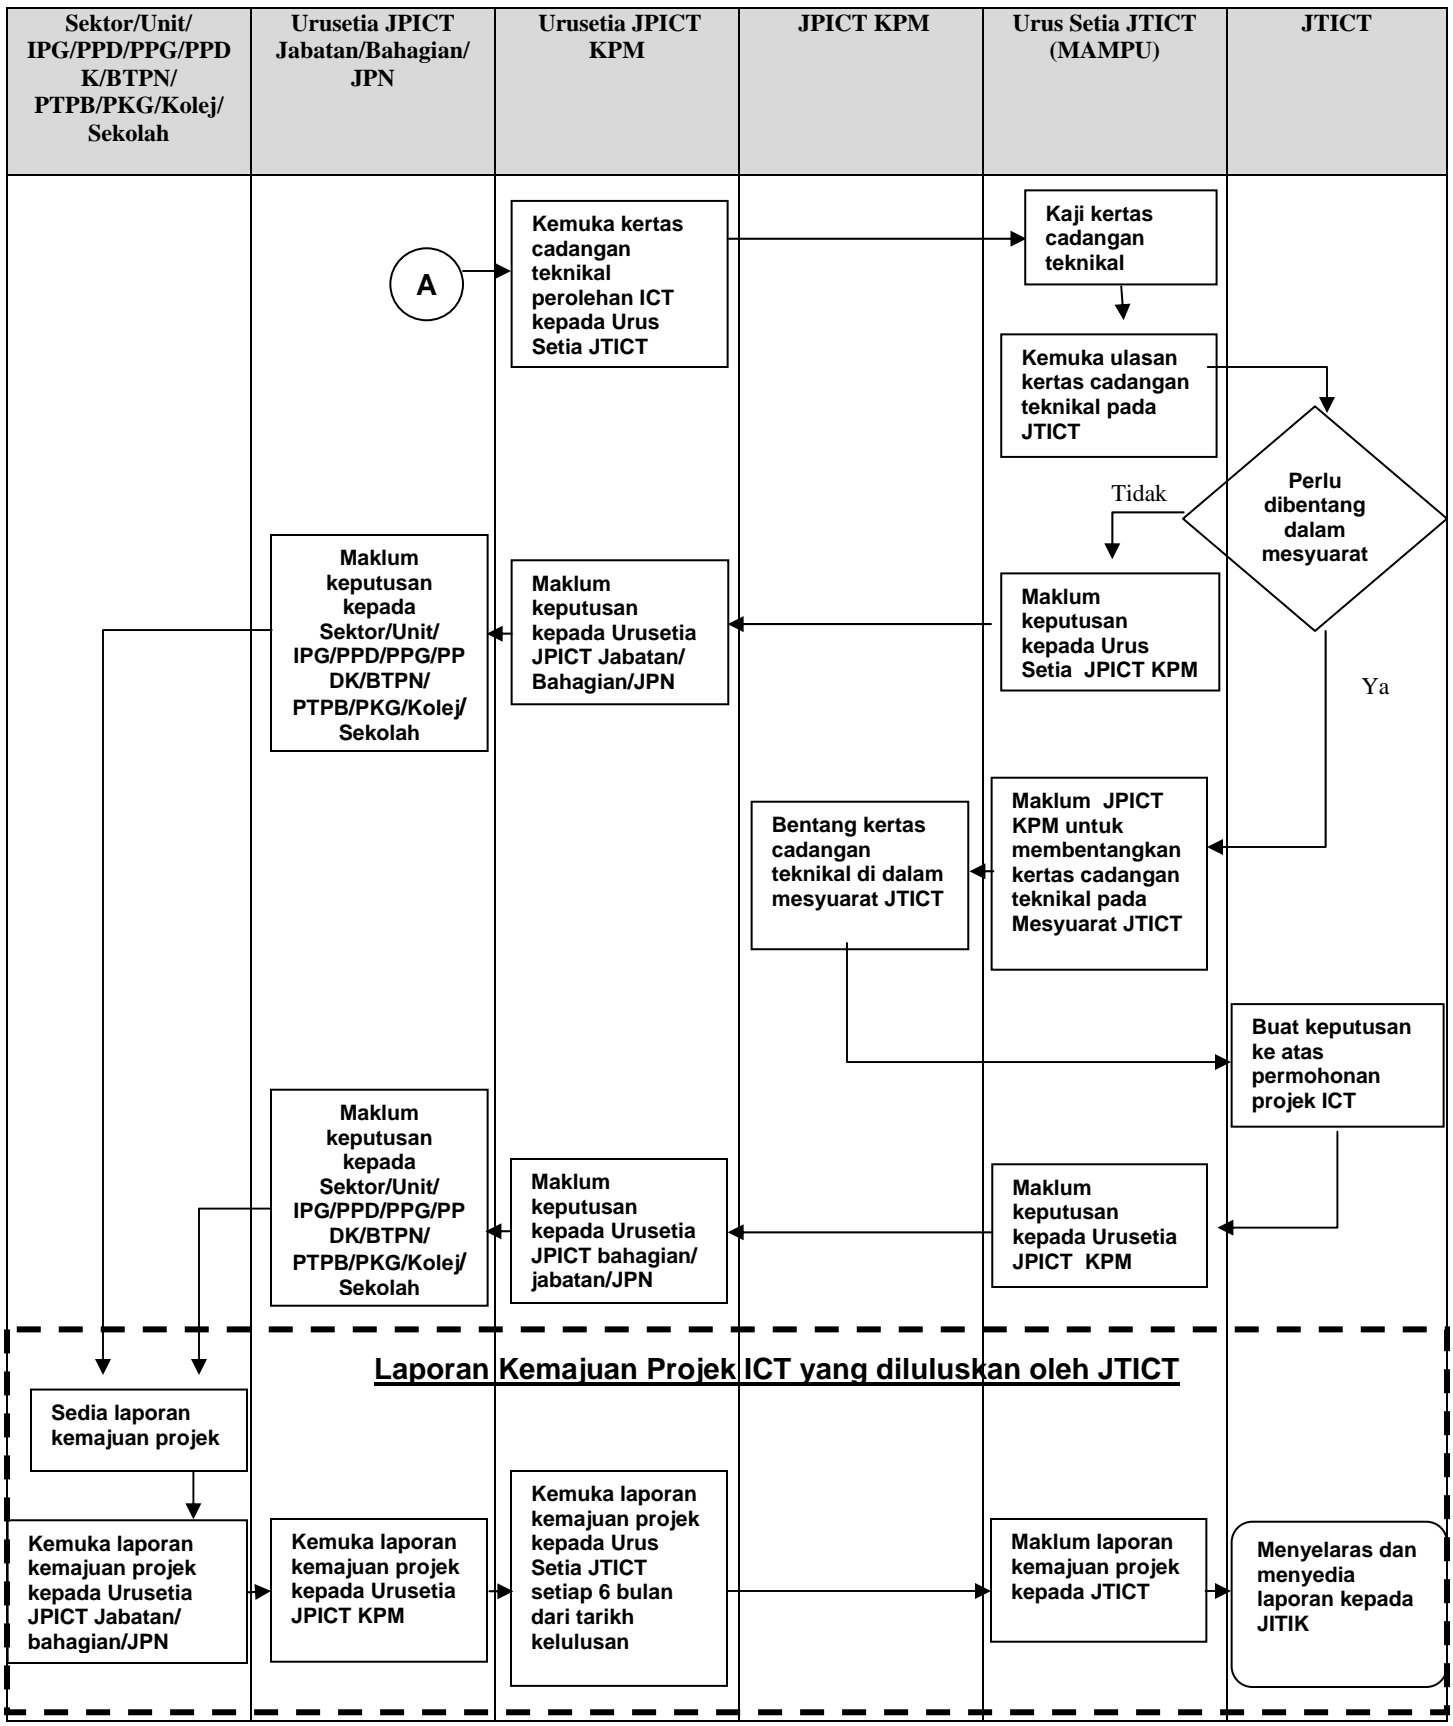 Sektor/Unit/
IPG/PPD/PPG/PPD
K/BTPN/
PTPB/PKG/Kolej/
Sekolah
Urusetia JPICT
Jabatan/Bahagian/
JPN
Urusetia JPICT
KPM
JPICT KPM
Urus Setia JTICT
(MAMPU)
JTICT
A
Kemuka kertas
cadangan
teknikal
perolehan ICT
kepada Urus
Setia JTICT
Kaji kertas
cadangan
teknikal
Kemuka ulasan
kertas cadangan
teknikal pada
JTICT
Perlu
dibentang
dalam
mesyuarat
Tidak
Ya
Maklum
keputusan
kepada Urus
Setia  JPICT KPM
Maklum
keputusan
kepada Urusetia
JPICT Jabatan/
Bahagian/JPN
Maklum
keputusan
kepada
Sektor/Unit/
IPG/PPD/PPG/PP
DK/BTPN/
PTPB/PKG/Kolej/
Sekolah
Maklum  JPICT
KPM untuk
membentangkan
kertas cadangan
teknikal pada
Mesyuarat JTICT
Bentang kertas
cadangan
teknikal di dalam
mesyuarat JTICT
Buat keputusan
ke atas
permohonan
projek ICT
Maklum
keputusan
kepada Urusetia
JPICT  KPM
Maklum
keputusan
kepada Urusetia
JPICT bahagian/
jabatan/JPN
Maklum
keputusan
kepada
Sektor/Unit/
IPG/PPD/PPG/PP
DK/BTPN/
PTPB/PKG/Kolej/
Sekolah
Laporan Kemajuan Projek ICT yang diluluskan oleh JTICT
Sedia laporan
kemajuan projek
Kemuka laporan
kemajuan projek
kepada Urusetia
JPICT Jabatan/
bahagian/JPN
Kemuka laporan
kemajuan projek
kepada Urusetia
JPICT KPM
Kemuka laporan
kemajuan projek
kepada Urus
Setia JTICT
setiap 6 bulan
dari tarikh
kelulusan
Maklum laporan
kemajuan projek
kepada JTICT
Menyelaras dan
menyedia
laporan kepada
JITIK